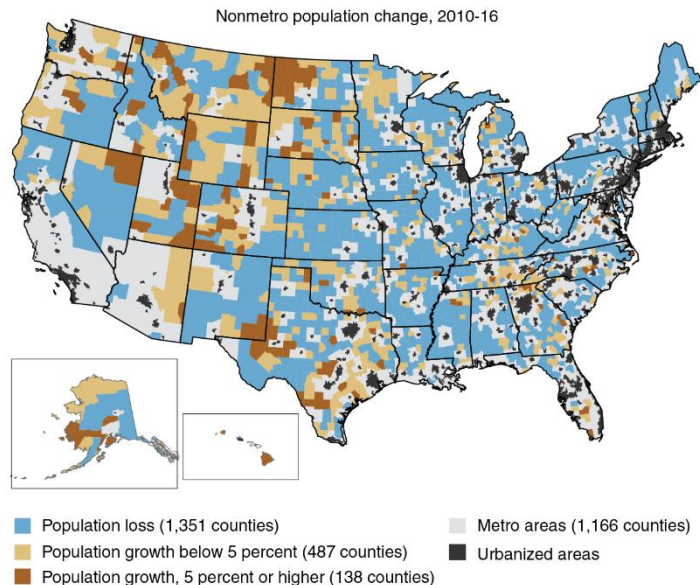 Nonmetro population change, 2010-16
Population loss (1,351 counties)
Population growth below 5 percent (487 counties)
Population growth, 5 percent or higher (138 counties)
Metro areas (1,166 counties)
Urbanized areas